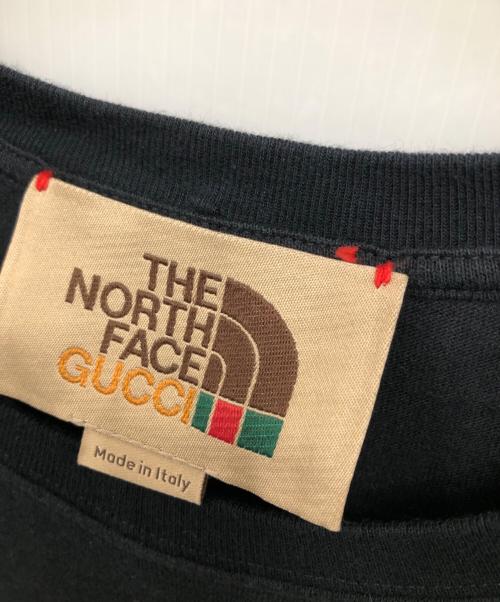 THE
NORTH
FACE
GUCCI
Made in Italy